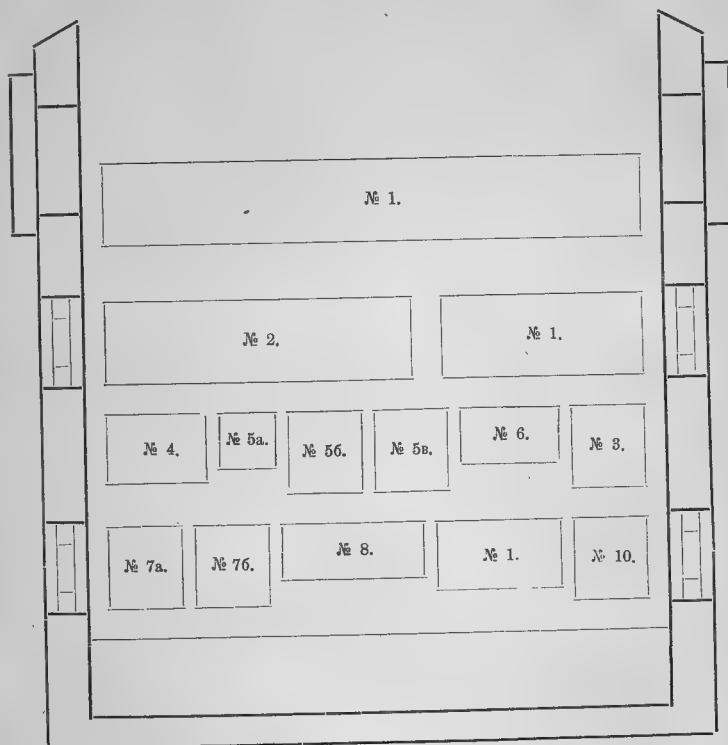 № 1.
№ 2.
№ 1.
№ 4.
№ 5а.
№ 5б.
№ 5в.
№ 6.
№ 3.
№ 7а.
№ 7б.
№ 8.
№ 1.
№ 10.